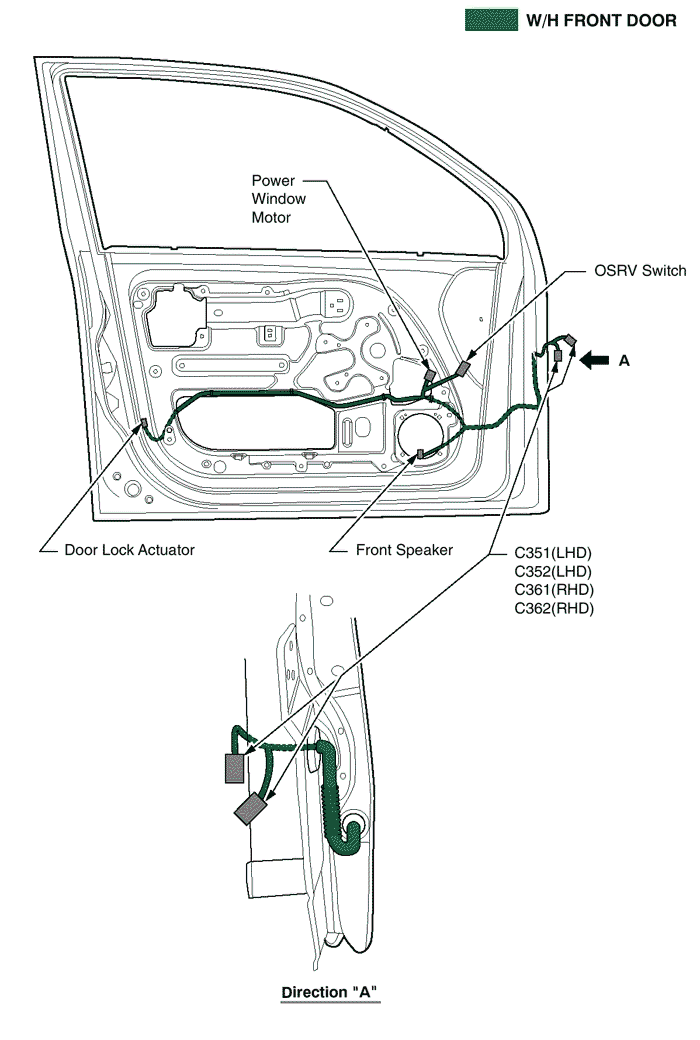 W/H FRONT DOOR
Power
Window
Motor
OSRV Switch
A
Door Lock Actuator
Front Speaker
C351(LHD)
C352(LHD)
C361(RHD)
C362(RHD)
Direction "A"